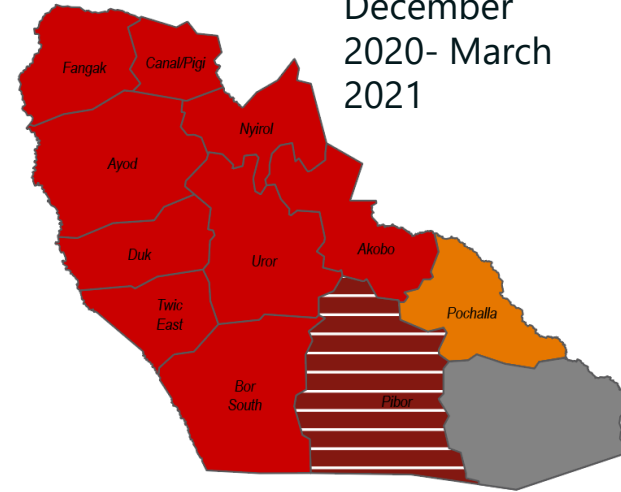 December
2020- March
2021
Fangak
Canal/Pigi
Nyirol
Ayod
Akobo
Duk
Uror
Twic
East
Pochalla
Bor
South
Pibor